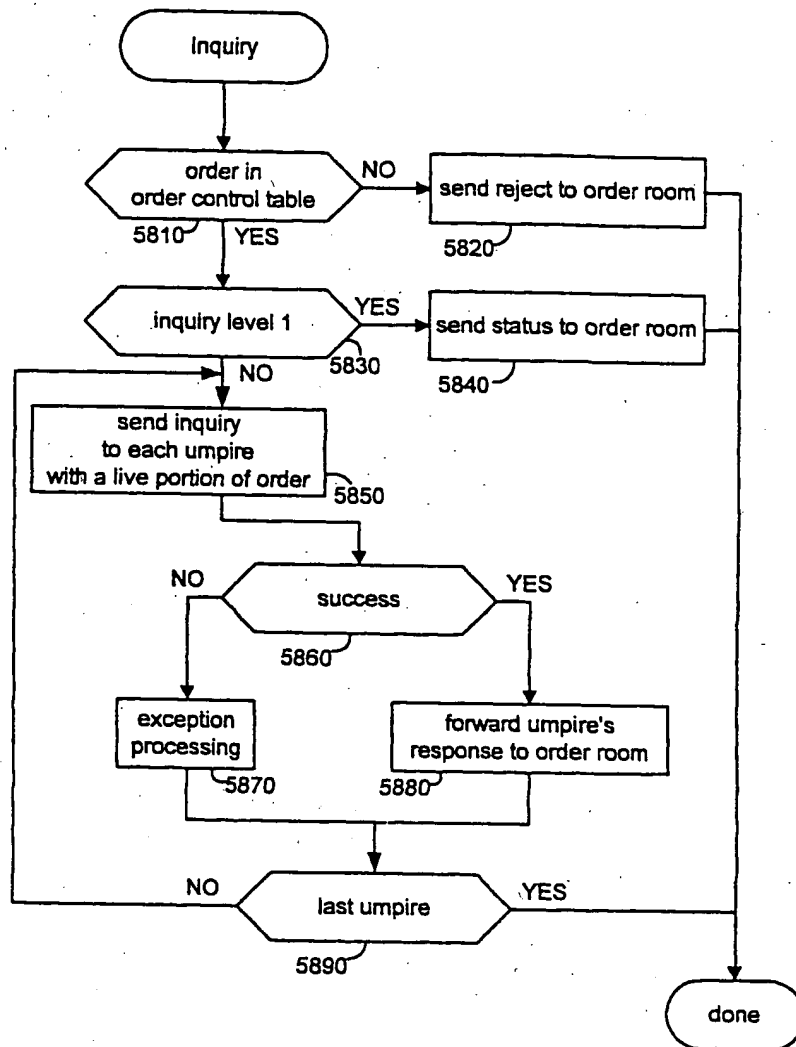 Inquiry
order in
order control table
NO
send reject to order room
5810
YES
5820
inquiry level 1
YES
send status to order room
5830
5840
NO
send inquiry
to each umpire
with a live portion of order
5850
NO
YES
success
5860
exception
processing
forward umpire's
response to order room
5870
5880
NO
YES
last umpire
5890
done